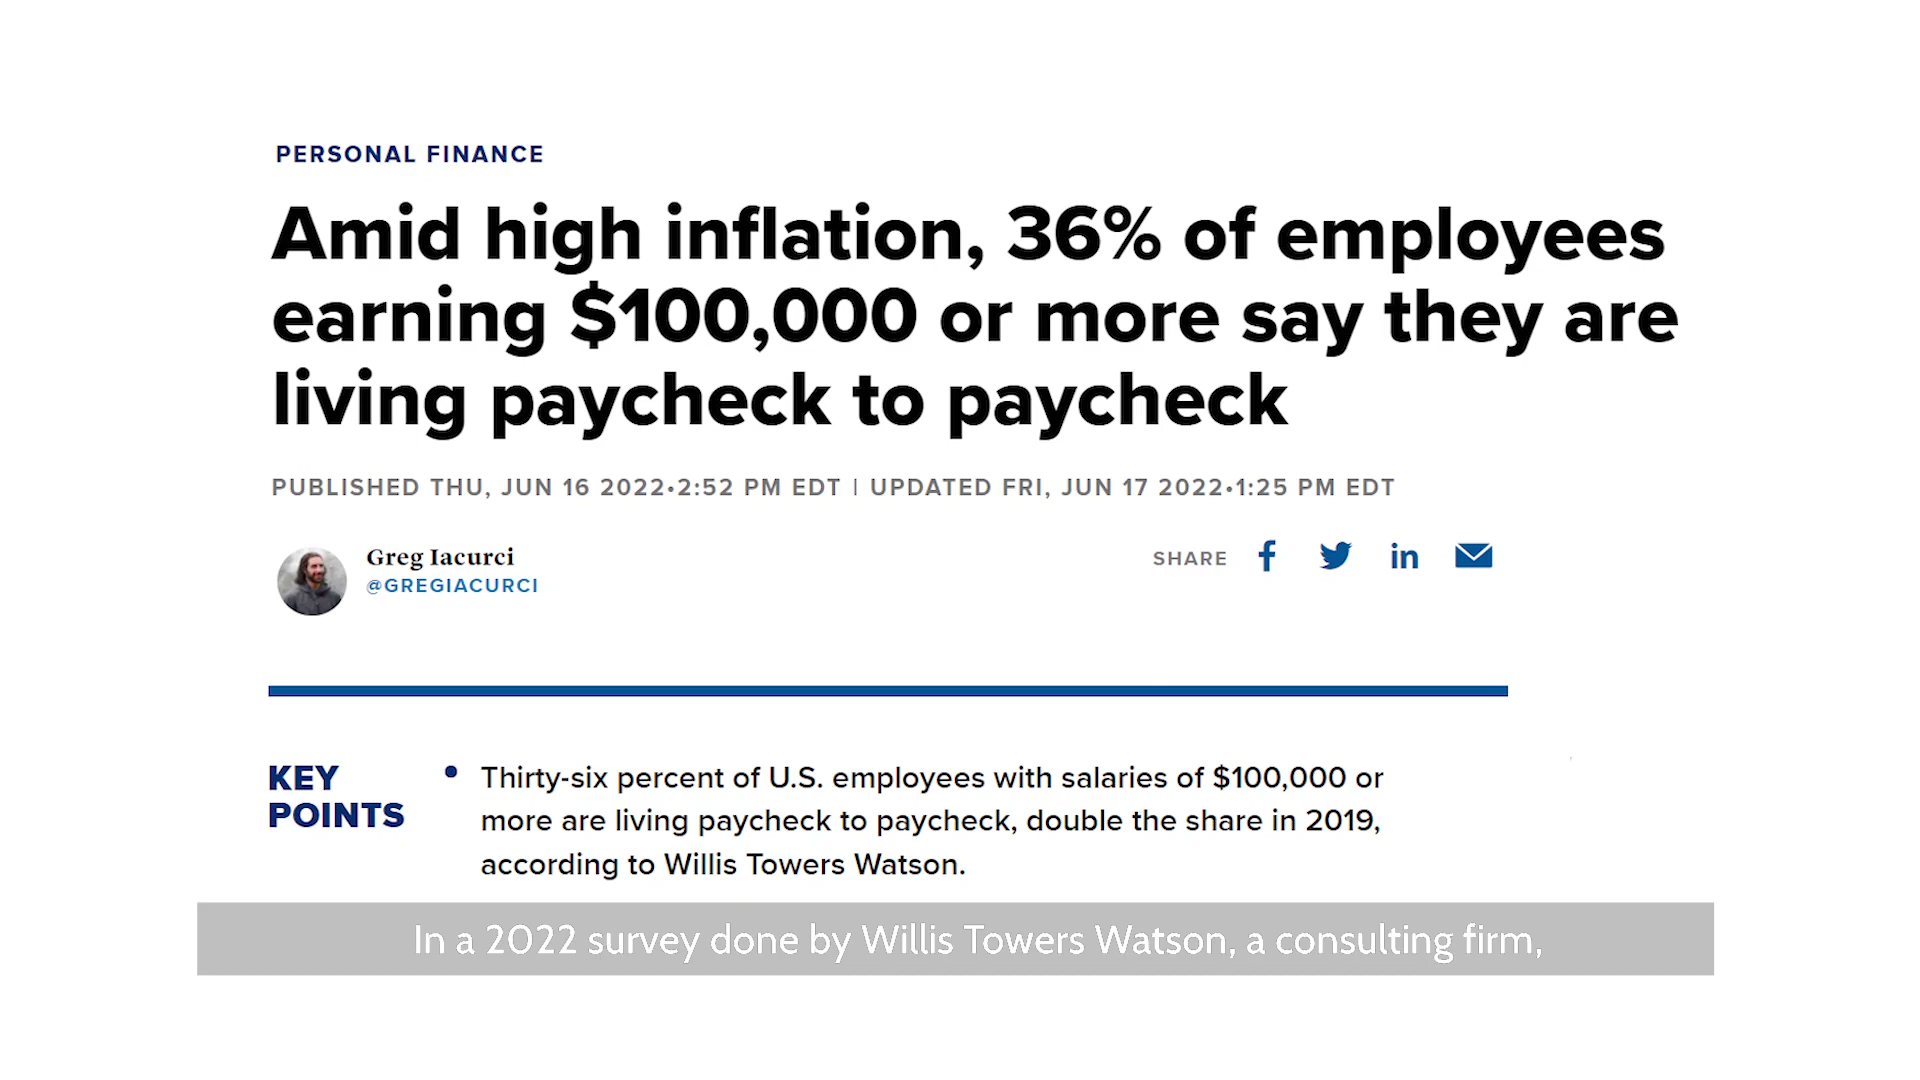 PERSONAL FINANCE
Amid high inflation, 36% of employees
earning $100,000 or more say they are
living paycheck to paycheck
PUBLISHED THU, JUN 16 2022•2:52 PM EDT | UPDATED FRI, JUN 17 2022•1:25 PM EDT
Greg Iacurci
@GREGIACURCI
SHARE
KEY
POINTS
• Thirty-six percent of U.S. employees with salaries of $100,000 or
more are living paycheck to paycheck, double the share in 2019,
according to Willis Towers Watson.
In a 2022 survey done by Willis Towers Watson, a consulting firm,